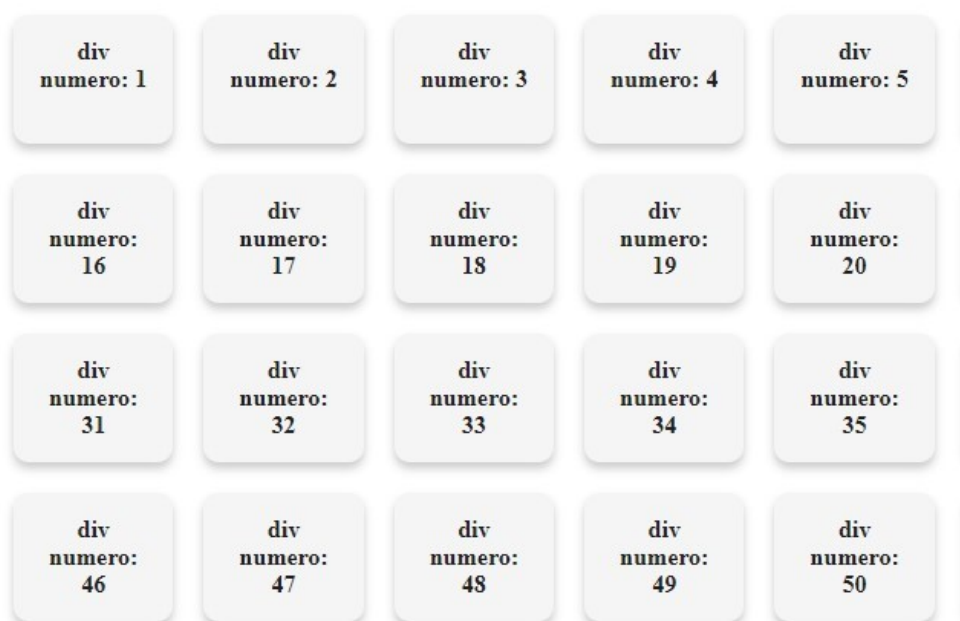 div
numero: 1
div
numero: 2
div
numero: 3
div
numero: 4
div
numero: 5
div
numero:
16
div
numero:
17
div
numero:
18
div
numero:
19
div
numero:
20
div
numero:
31
div
numero:
32
div
numero:
33
div
numero:
34
div
numero:
35
div
numero:
46
div
numero:
47
div
numero:
48
div
numero:
49
div
numero:
50